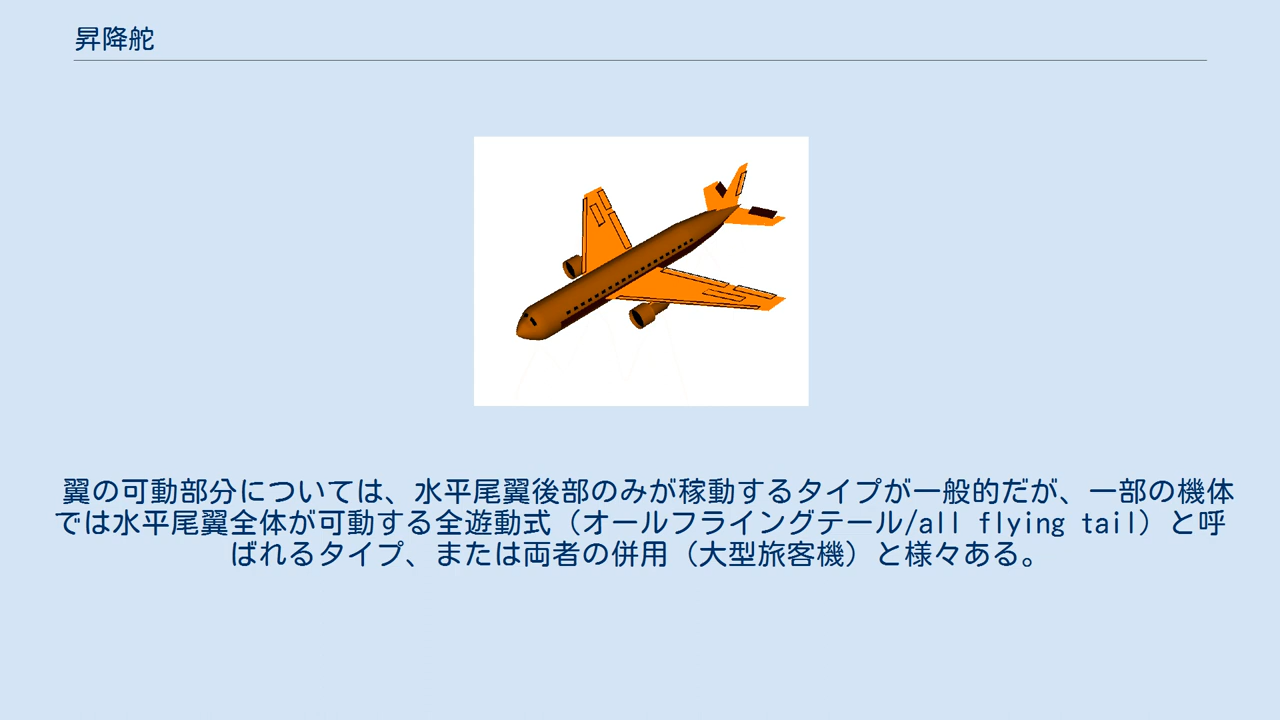 昇降舵
翼の可動部分については、水平尾翼後部のみが稼動するタイプが一般的だが、一部の機体
では水平尾翼全体が可動する全遊動式（オールフライングテール/all flying tail）と呼
ばれるタイプ、または両者の併用（大型旅客機）と様々ある。